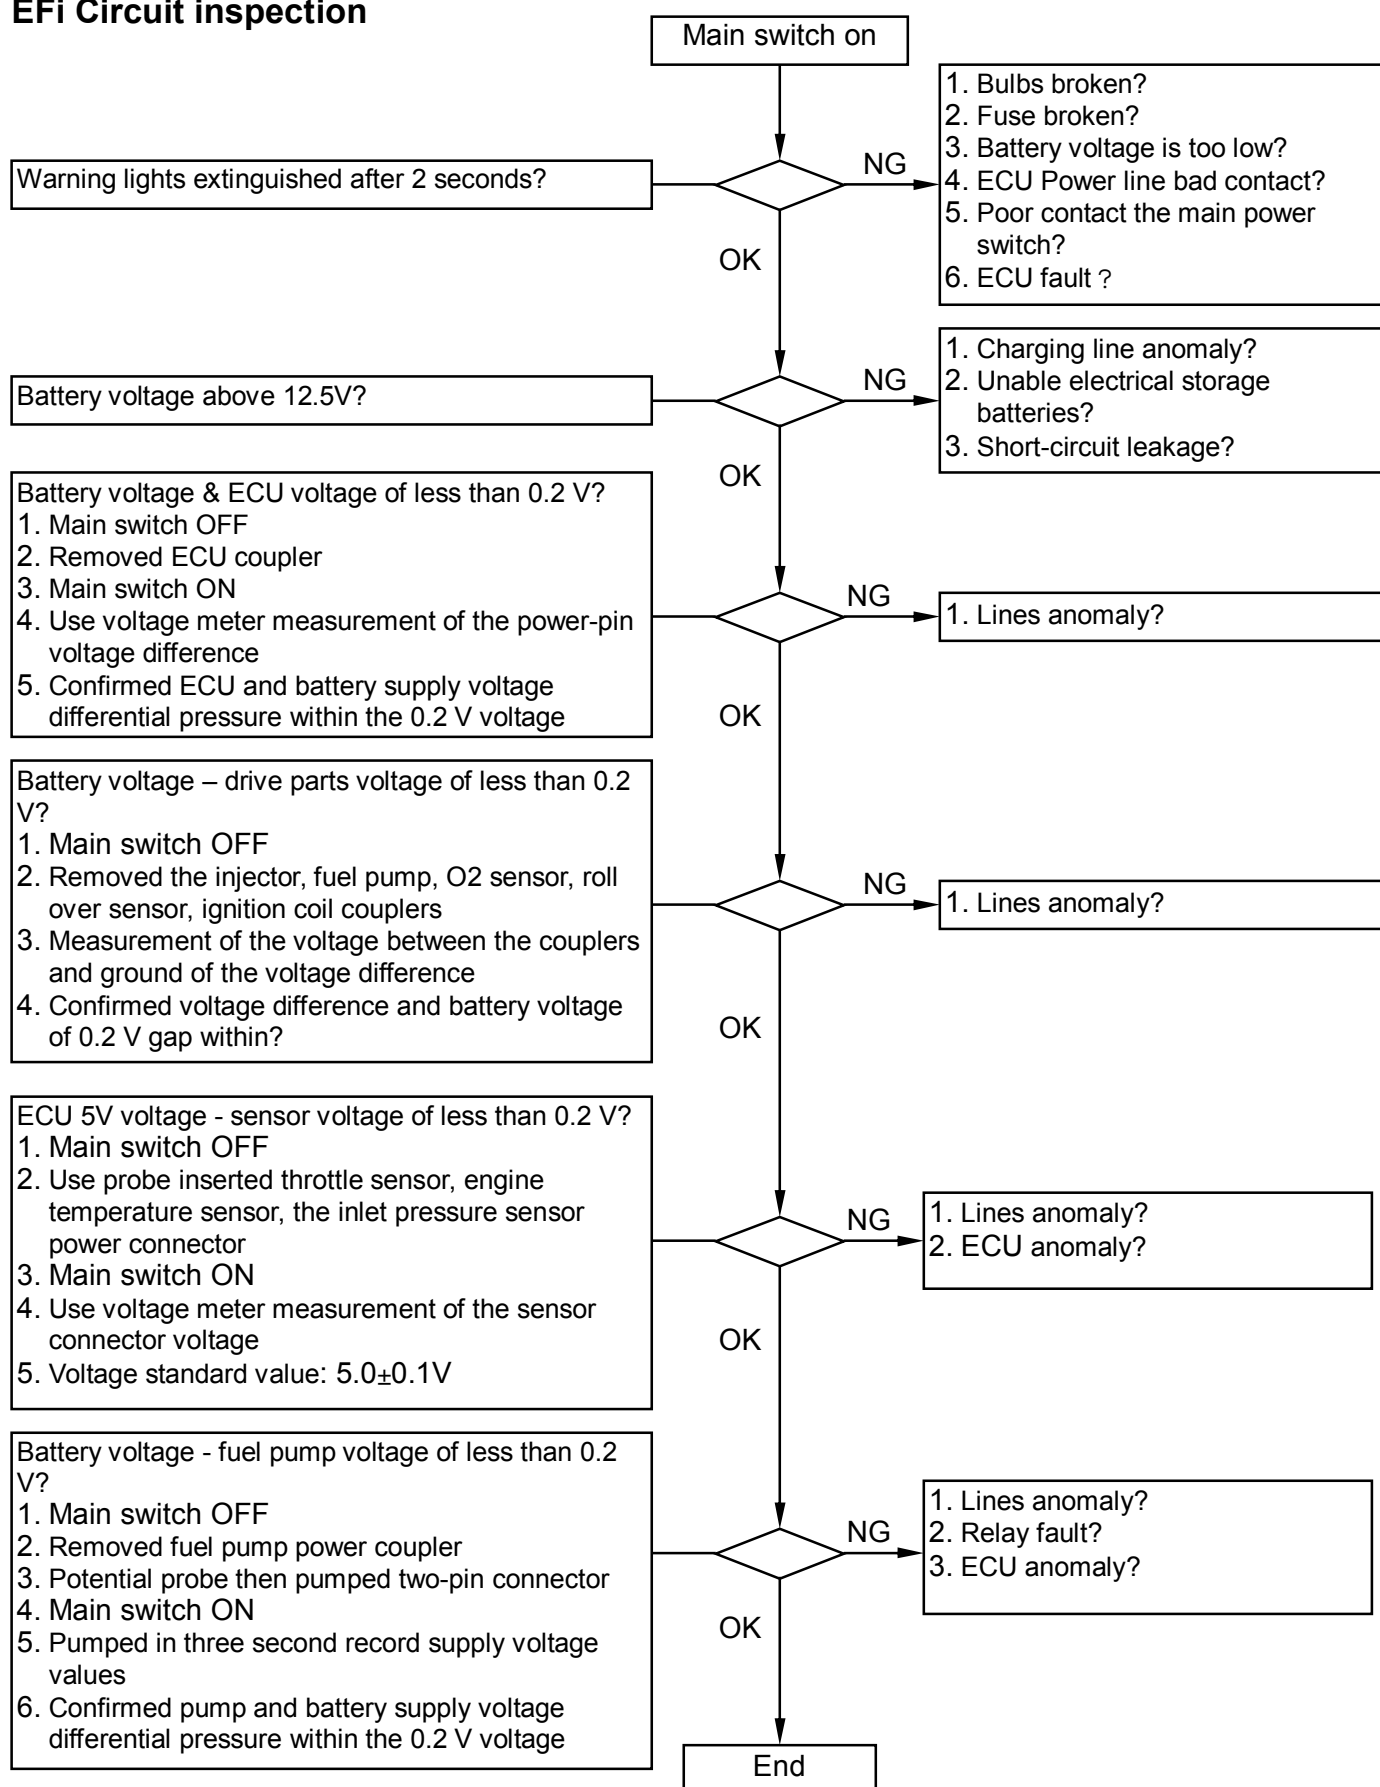 EFi Circuit inspection
Main switch on
Warning lights extinguished after 2 seconds?
NG
1. Bulbs broken?
2. Fuse broken?
3. Battery voltage is too low?
4. ECU Power line bad contact?
5. Poor contact the main power
switch?
6. ECU fault？
OK
Battery voltage above 12.5V?
NG
1. Charging line anomaly?
2. Unable electrical storage
batteries?
3. Short-circuit leakage?
OK
Battery voltage & ECU voltage of less than 0.2 V?
1. Main switch OFF
2. Removed ECU coupler
3. Main switch ON
4. Use voltage meter measurement of the power-pin
voltage difference
5. Confirmed ECU and battery supply voltage
differential pressure within the 0.2 V voltage
NG
1. Lines anomaly?
OK
Battery voltage – drive parts voltage of less than 0.2
V?
1. Main switch OFF
2. Removed the injector, fuel pump, O2 sensor, roll
over sensor, ignition coil couplers
3. Measurement of the voltage between the couplers
and ground of the voltage difference
4. Confirmed voltage difference and battery voltage
of 0.2 V gap within?
NG
1. Lines anomaly?
OK
ECU 5V voltage - sensor voltage of less than 0.2 V?
1. Main switch OFF
2. Use probe inserted throttle sensor, engine
temperature sensor, the inlet pressure sensor
power connector
3. Main switch ON
4. Use voltage meter measurement of the sensor
connector voltage
5. Voltage standard value: 5.0±0.1V
NG
1. Lines anomaly?
2. ECU anomaly?
OK
Battery voltage - fuel pump voltage of less than 0.2
V?
1. Main switch OFF
2. Removed fuel pump power coupler
3. Potential probe then pumped two-pin connector
4. Main switch ON
5. Pumped in three second record supply voltage
values
6. Confirmed pump and battery supply voltage
differential pressure within the 0.2 V voltage
NG
1. Lines anomaly?
2. Relay fault?
3. ECU anomaly?
OK
End